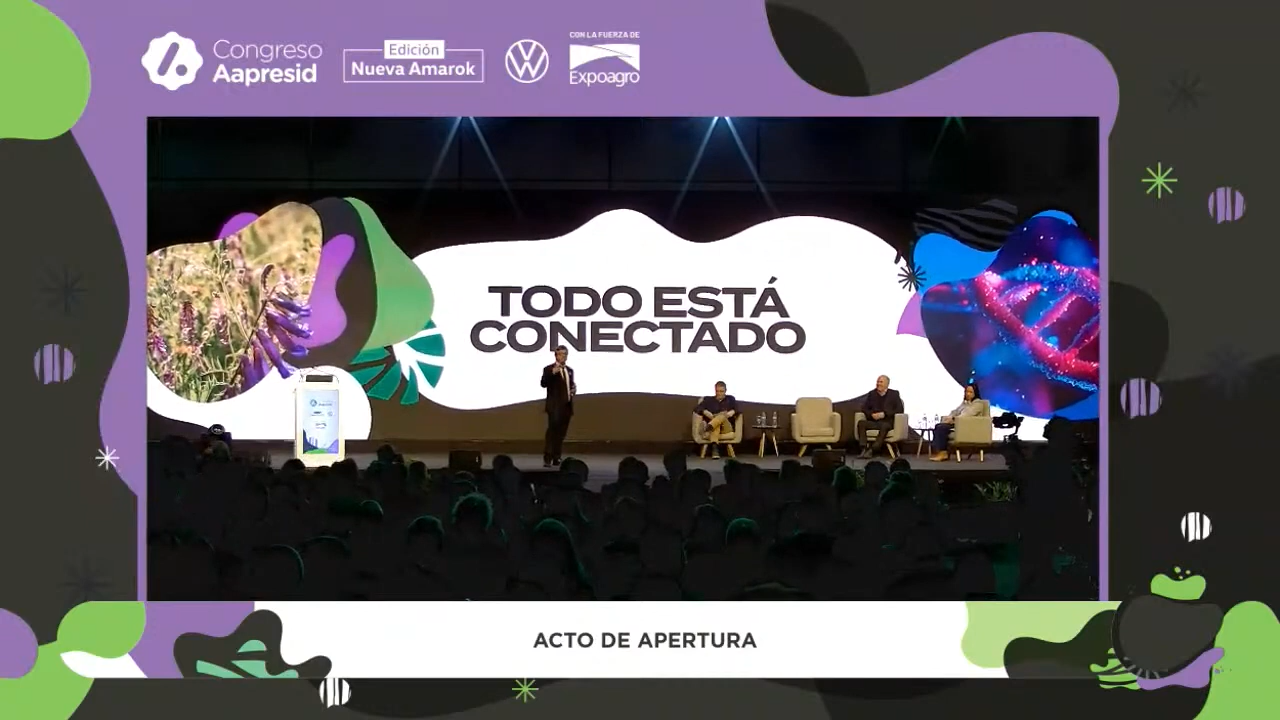 Congreso
Aapresid
Edición
Nueva Amarok
CON LA FUERZA DE
Expoagro
TODO ESTÁ
CONECTADO
ACTO DE APERTURA